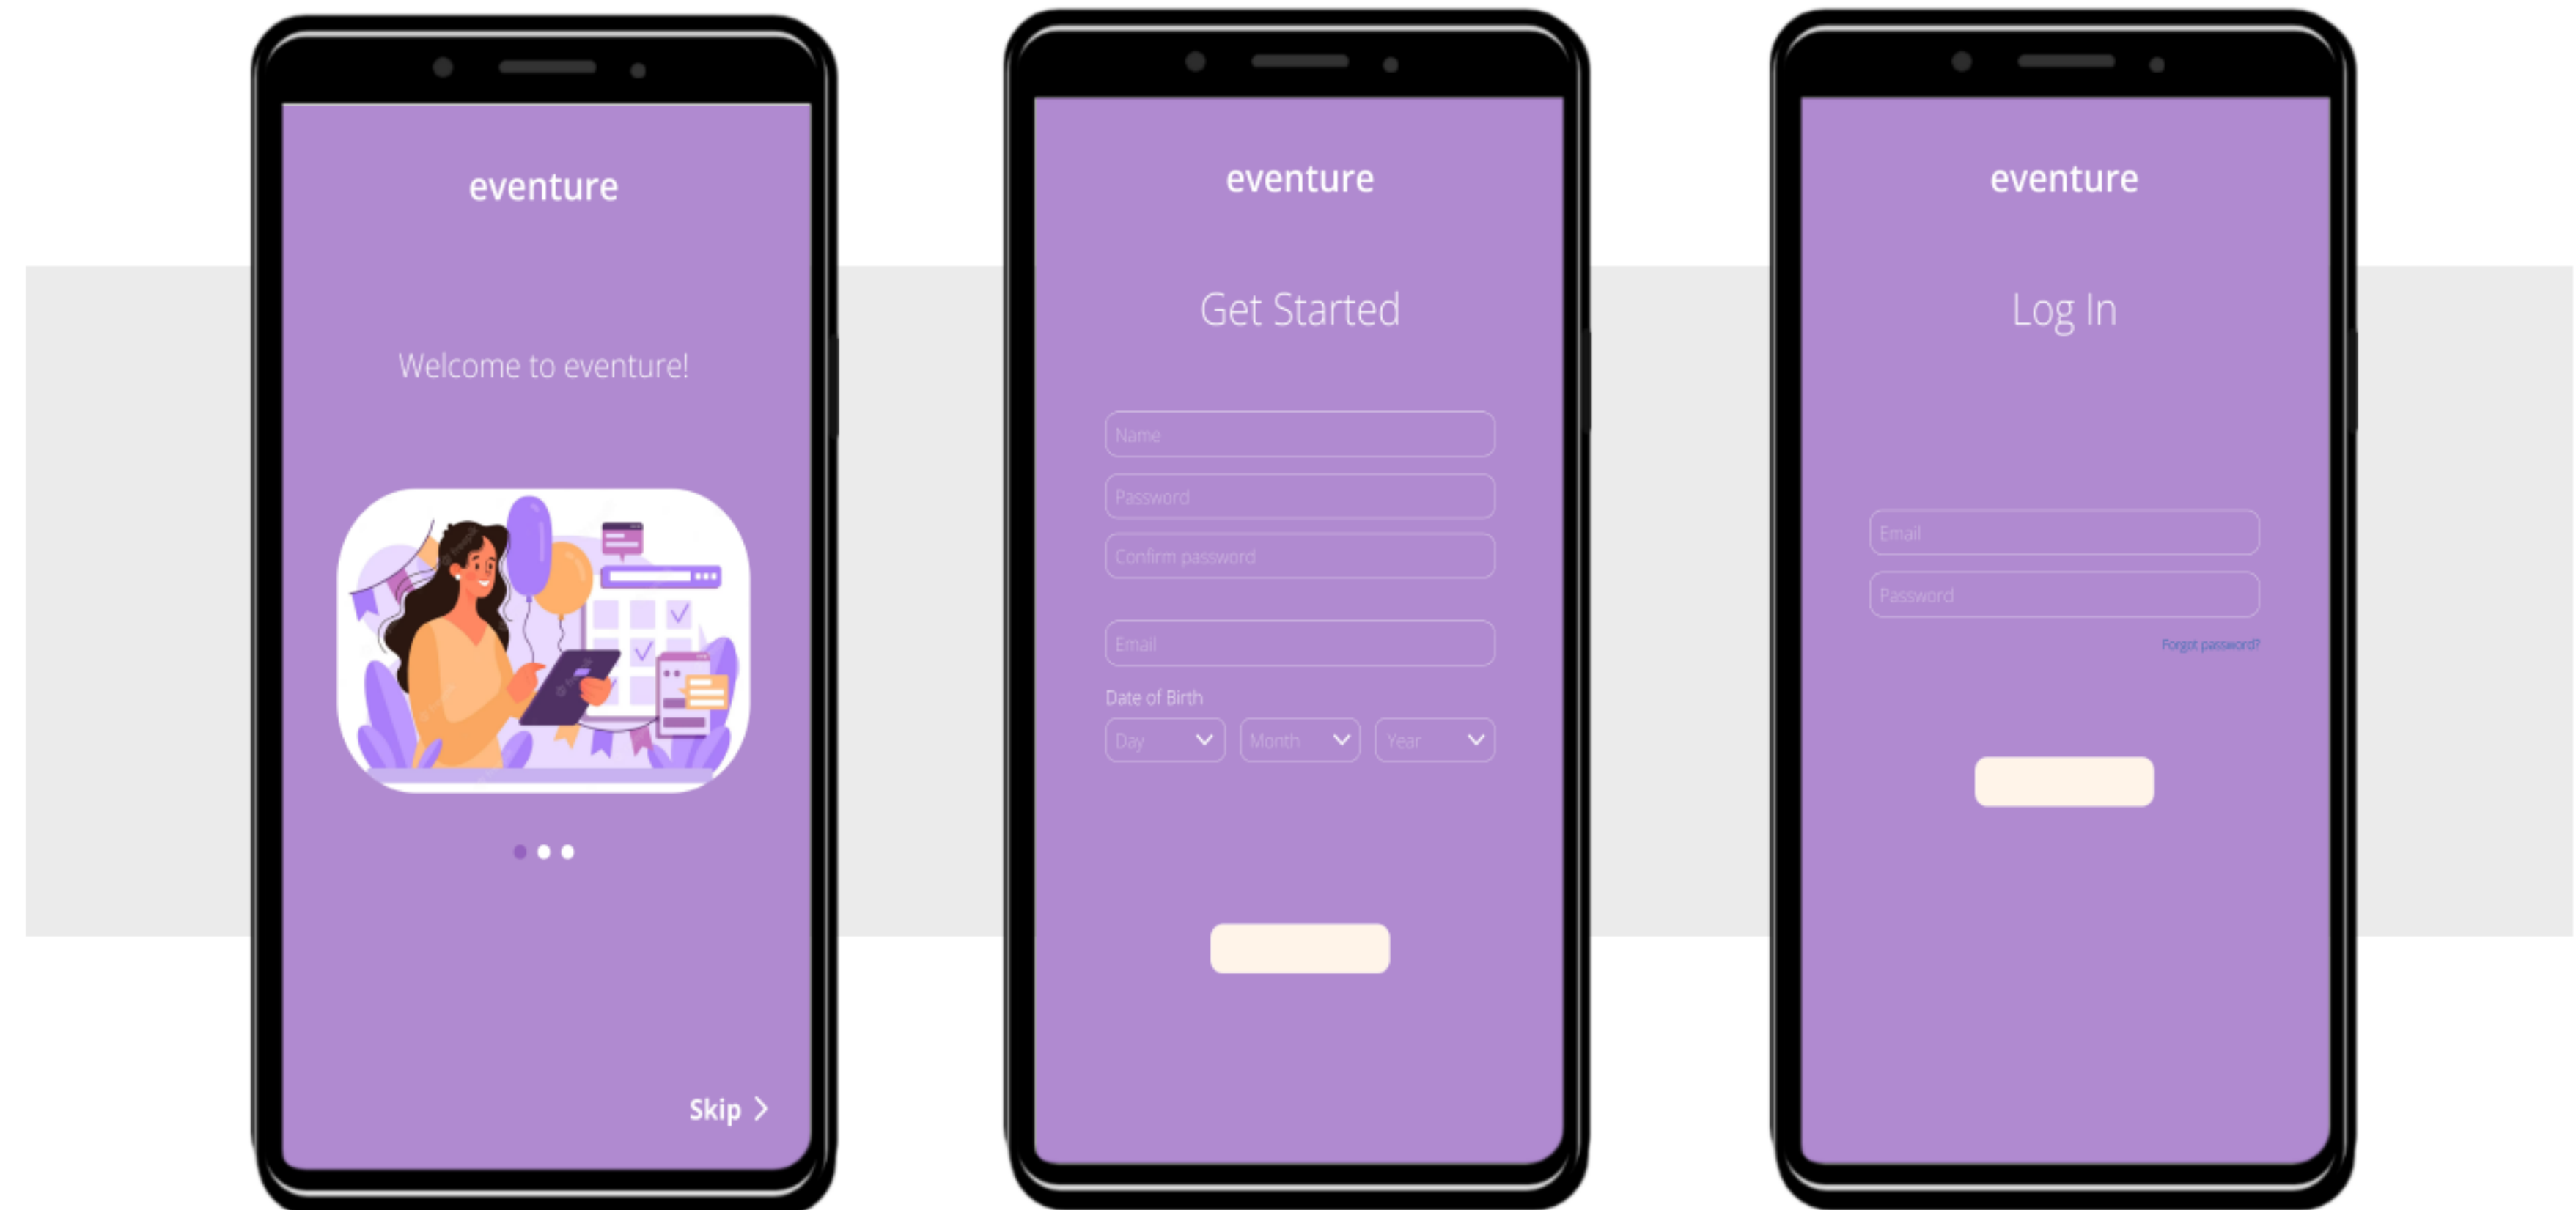 eventure
Welcome to eventure!
Skip
eventure
Get Started
Name
Password
Confirm password
Email
Date of Birth
Day Month Year
eventure
Log In
Email
Password
Forgot password?